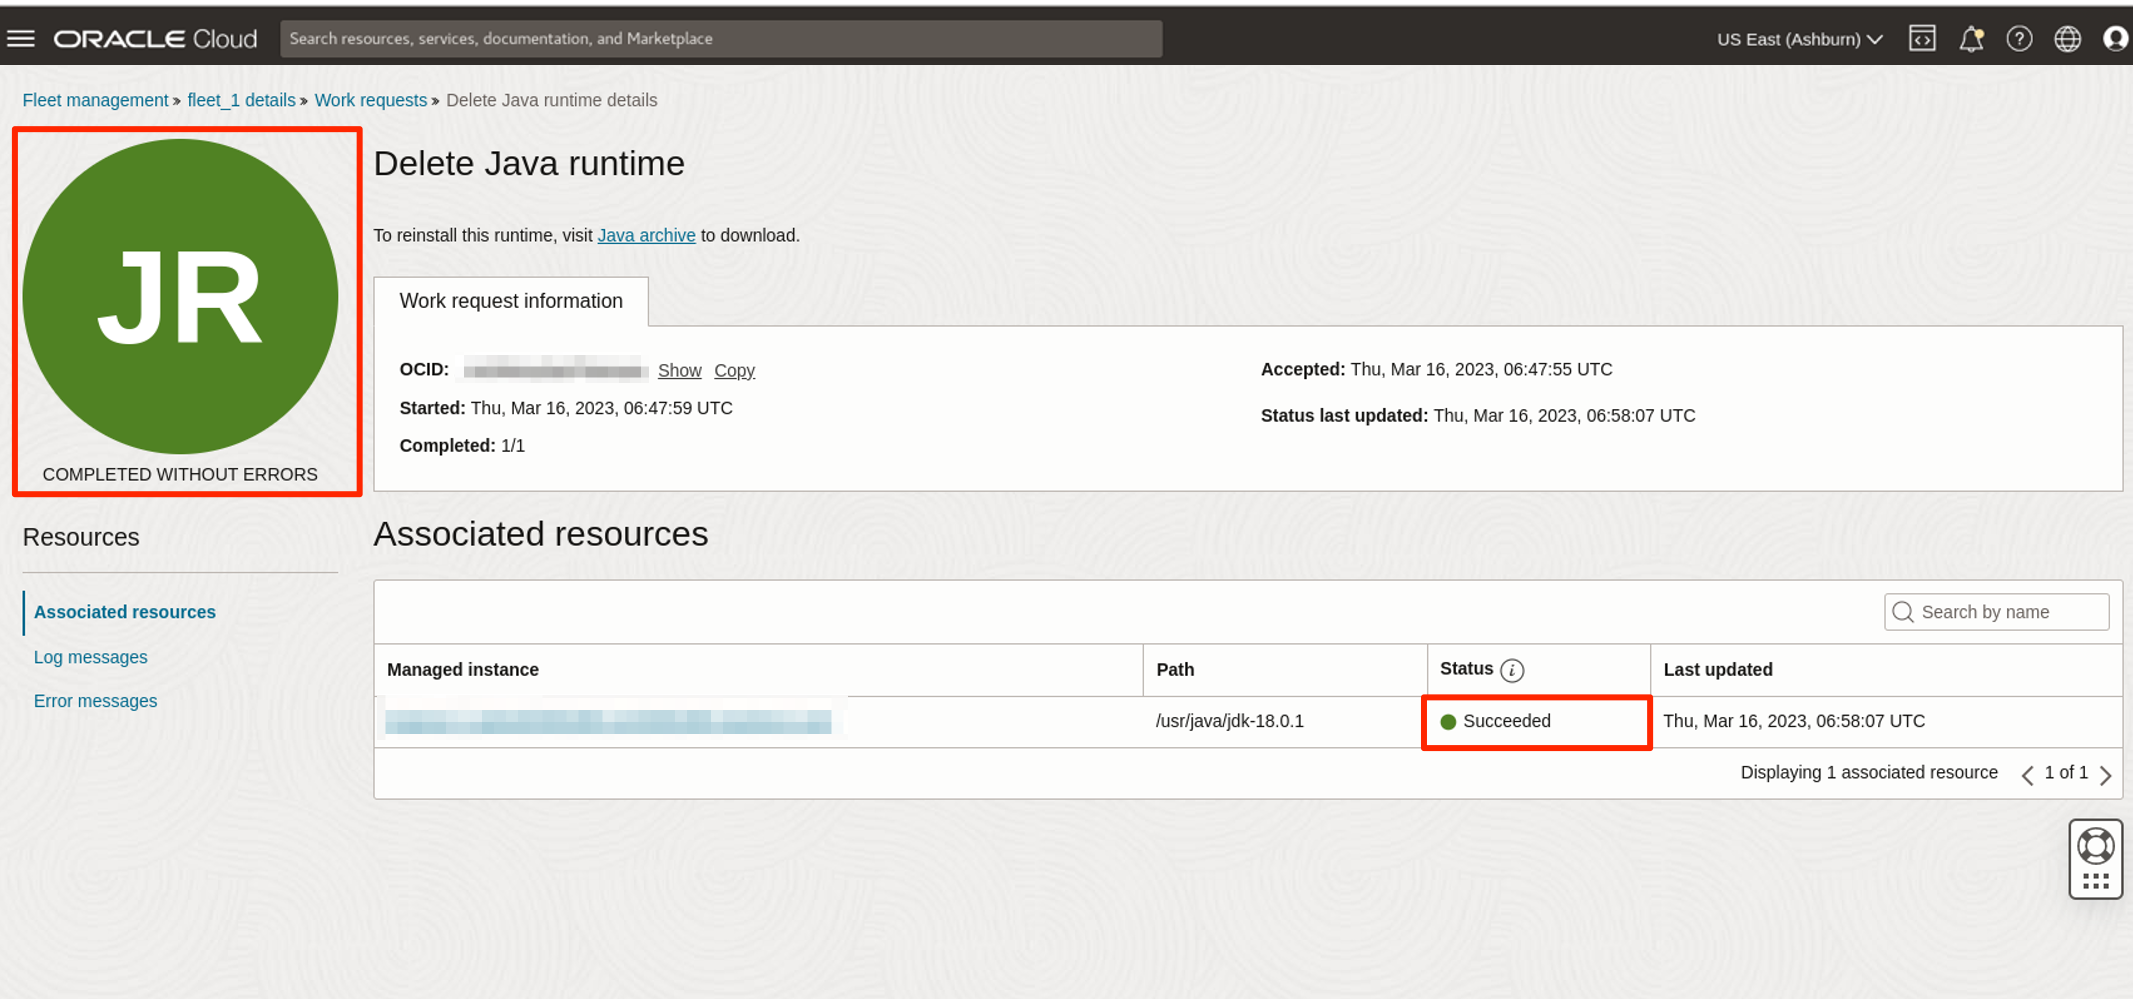 ORACLE Cloud
Search resources, services, documentation, and Marketplace
US East (Ashburn)
Fleet management » fleet_1 details » Work requests » Delete Java runtime details
JR
COMPLETED WITHOUT ERRORS
Delete Java runtime
To reinstall this runtime, visit Java archive to download.
Work request information
OCID: Show Copy
Started: Thu, Mar 16, 2023, 06:47:59 UTC
Completed: 1/1
Accepted: Thu, Mar 16, 2023, 06:47:55 UTC
Status last updated: Thu, Mar 16, 2023, 06:58:07 UTC
Resources
Associated resources
Log messages
Error messages
Associated resources
Search by name
Managed instance Path Status i Last updated
/usr/java/jdk-18.0.1 Succeeded Thu, Mar 16, 2023, 06:58:07 UTC
Displaying 1 associated resource 1 of 1